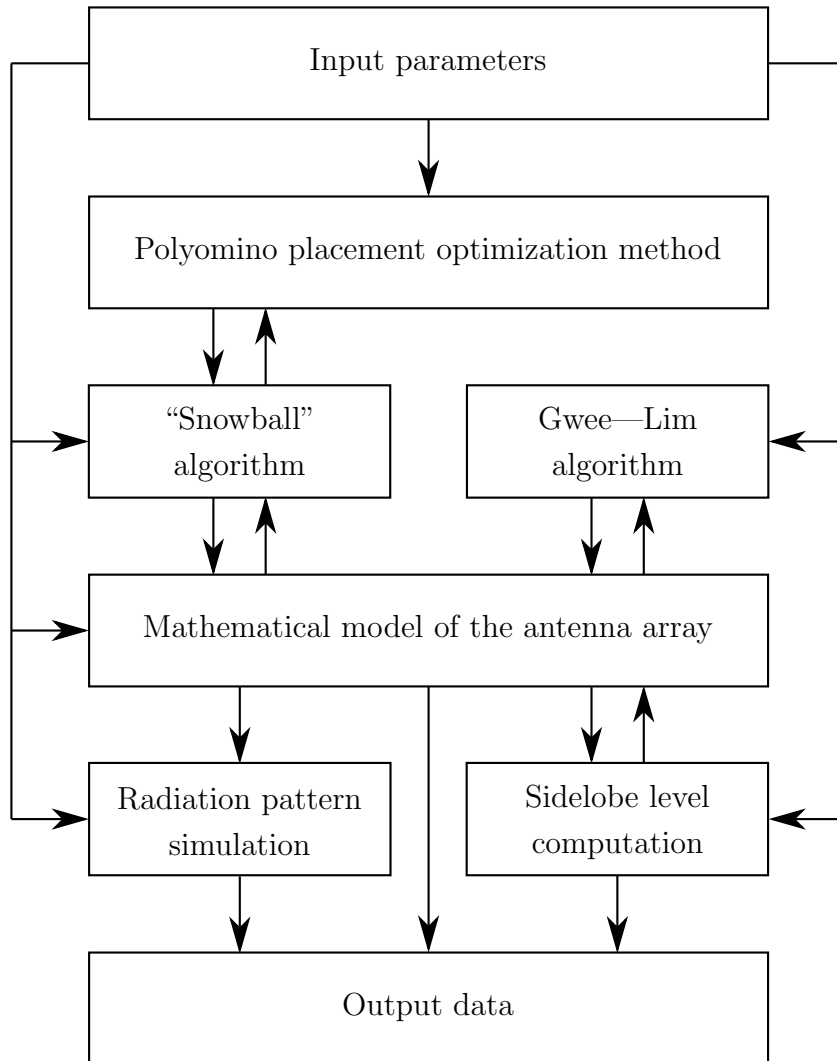 Input parameters
Polyomino placement optimization method
“Snowball”
algorithm
Gwee—Lim
algorithm
Mathematical model of the antenna array
Radiation pattern
simulation
Sidelobe level
computation
Output data